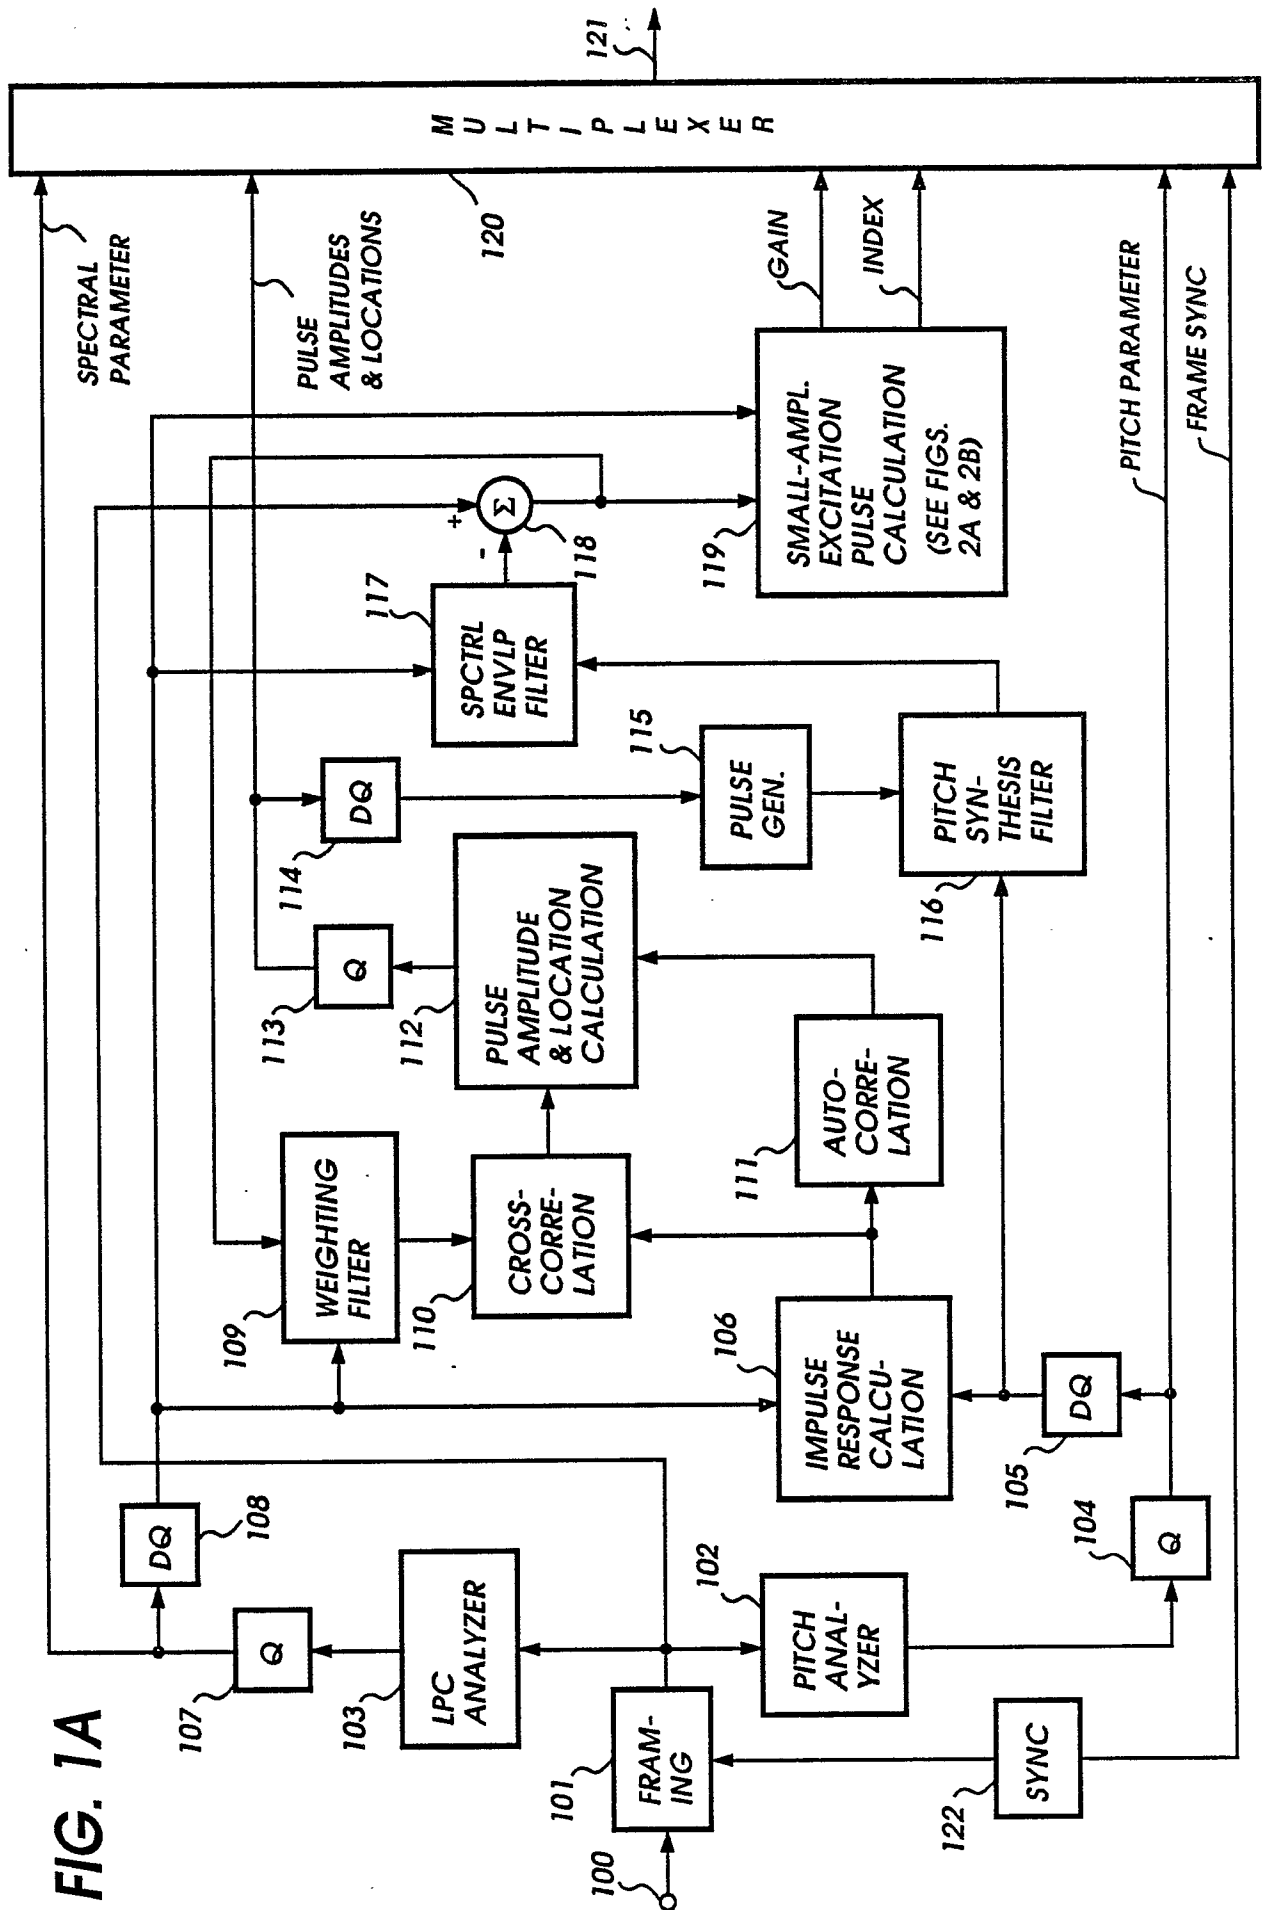 FIG. 1A
SPECTRAL
PARAMETER
PULSE
AMPLITUDES
& LOCATIONS
120
MULTIPLEXER
121
107
Q
DQ
108
103
LPC
ANALYZER
109
WEIGHTING
FILTER
110
CROSS-
CORRE-
LATION
113
Q
112
PULSE
AMPLITUDE
& LOCATION
CALCULATION
114
DQ
115
PULSE
GEN.
117
SPCTRL
ENVLP
FILTER
+
-
Σ
118
119
SMALL-AMPL.
EXCITATION
PULSE
CALCULATION
(SEE FIGS.
2A & 2B)
GAIN
INDEX
100
101
FRAM-
ING
102
PITCH
ANAL-
YZER
106
IMPULSE
RESPONSE
CALCU-
LATION
111
AUTO-
CORRE-
LATION
116
PITCH
SYN-
THESIS
FILTER
122
SYNC
104
Q
105
DQ
PITCH PARAMETER
FRAME SYNC